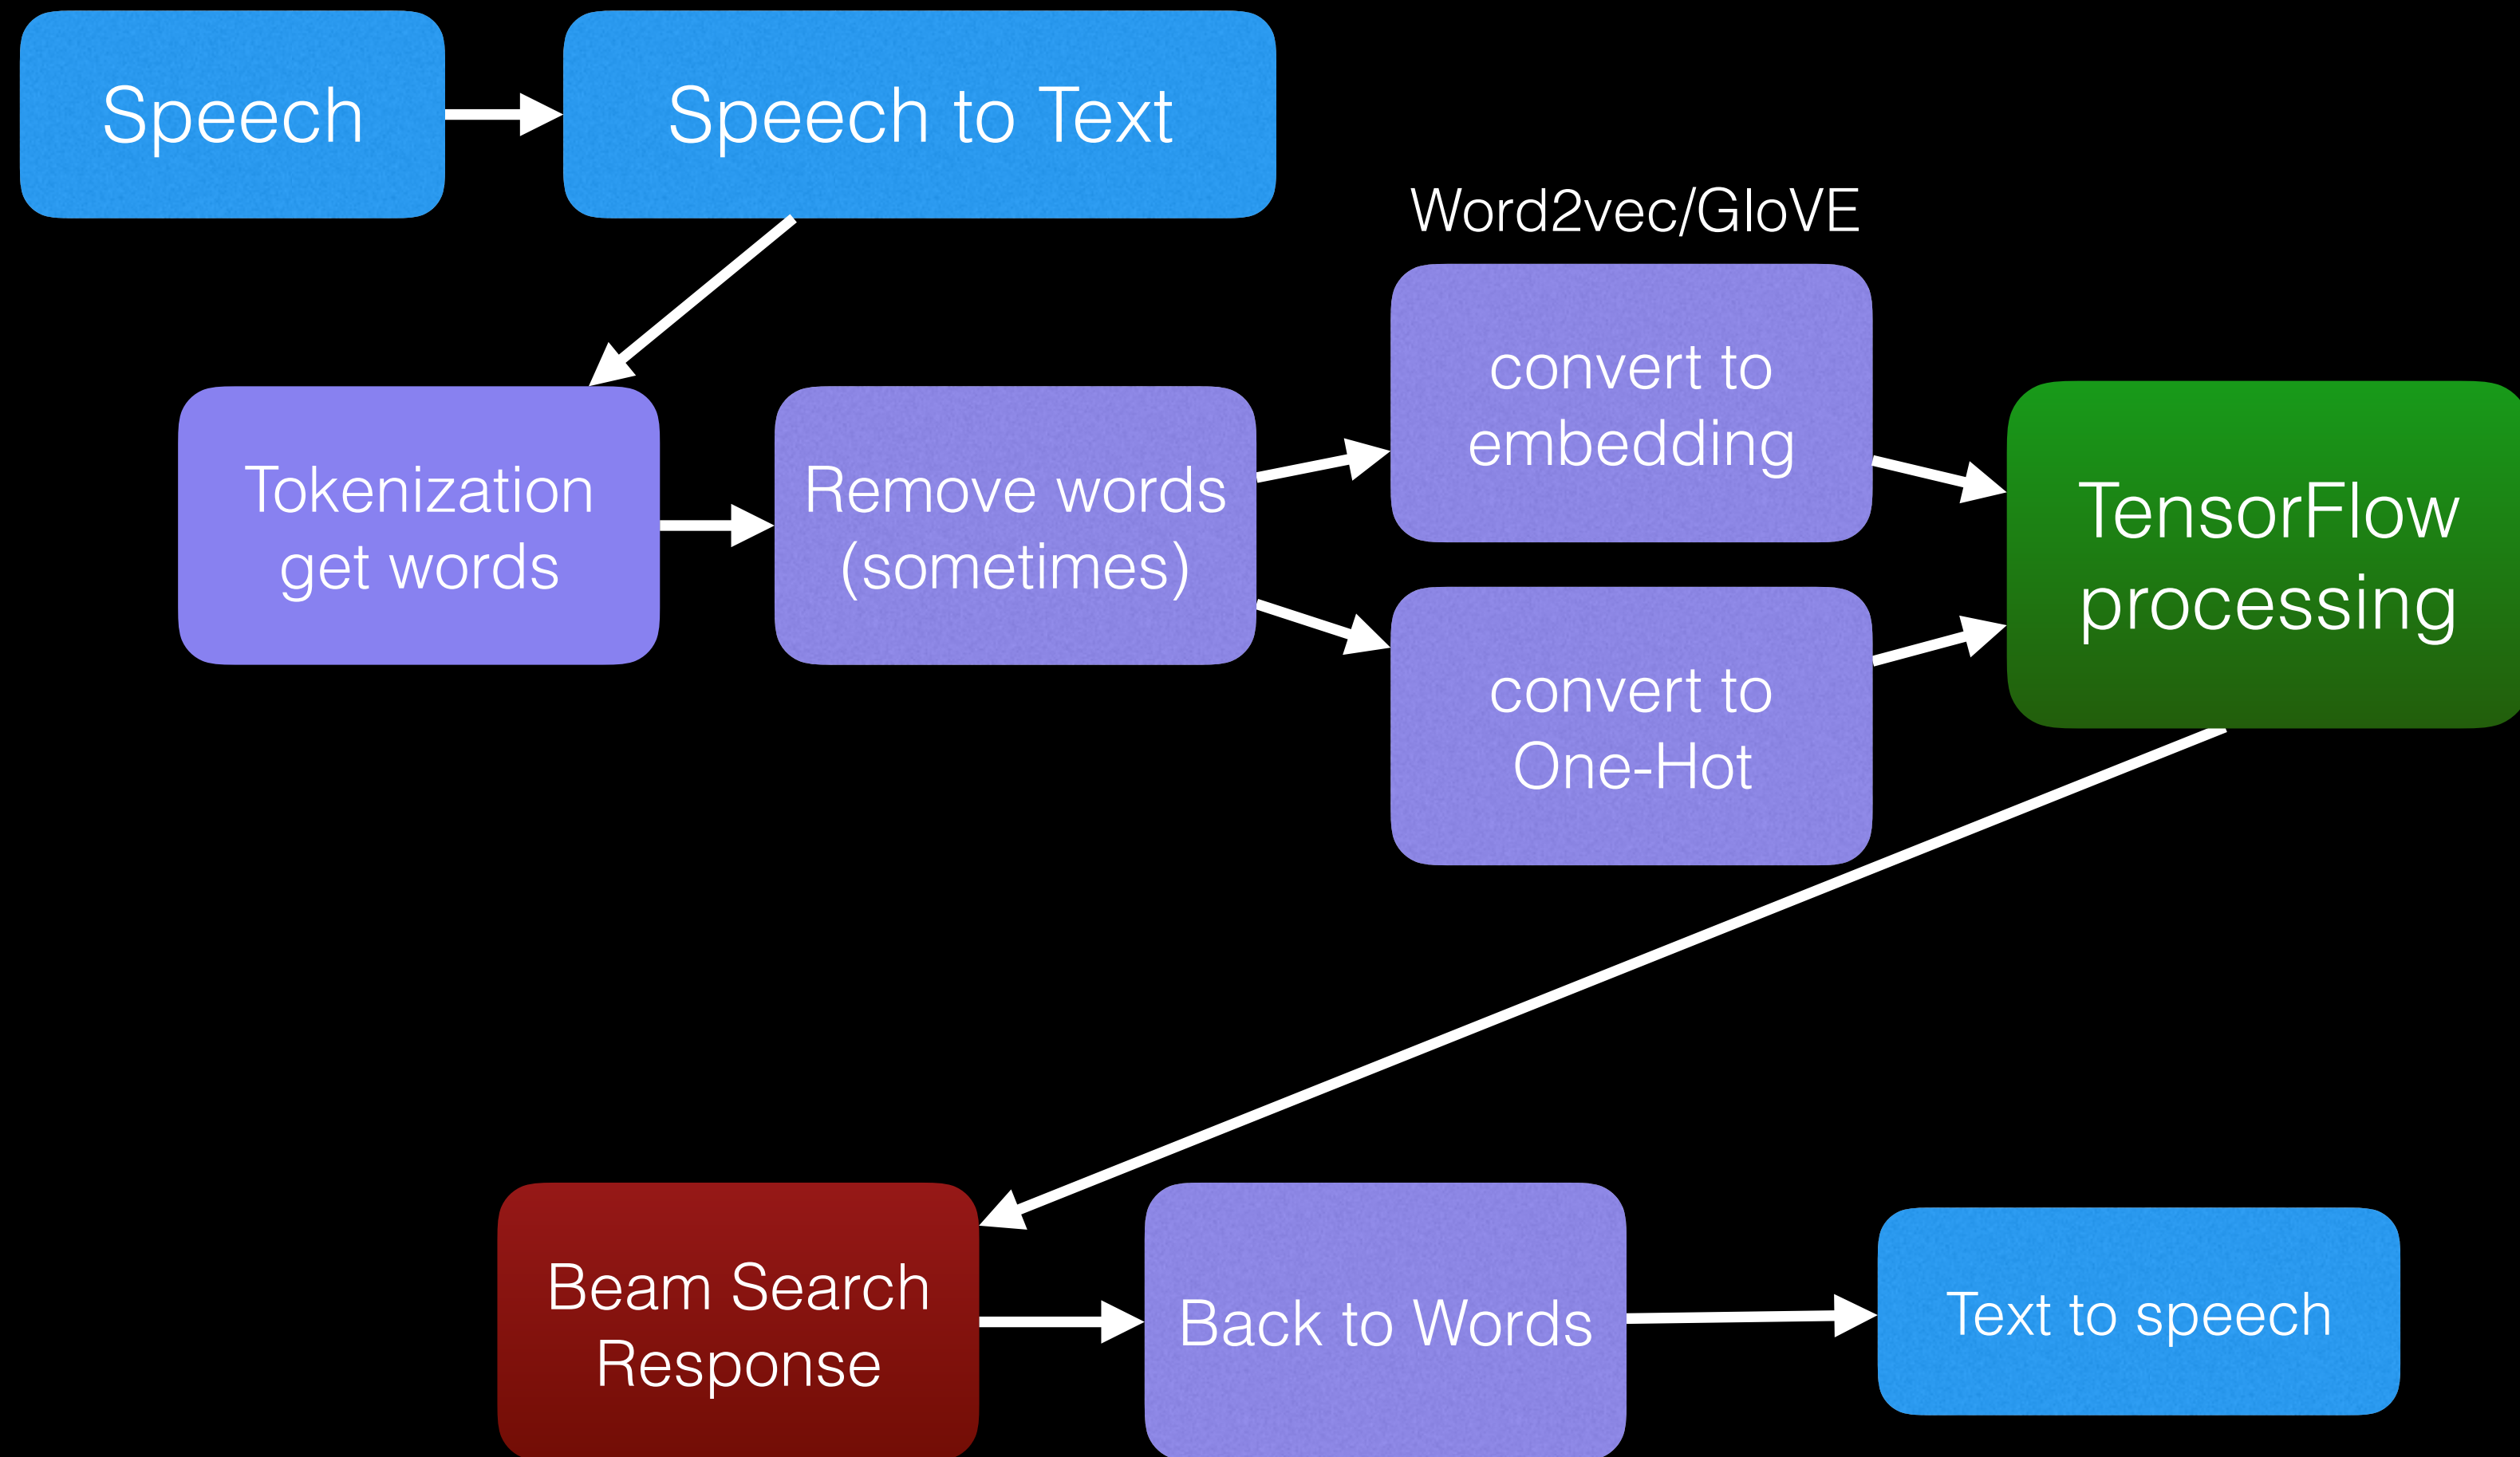 Speech
Speech to Text
Word2vec/GloVE
Tokenization
get words
Remove words
(sometimes)
convert to
embedding
convert to
One-Hot
TensorFlow
processing
Beam Search
Response
Back to Words
Text to speech